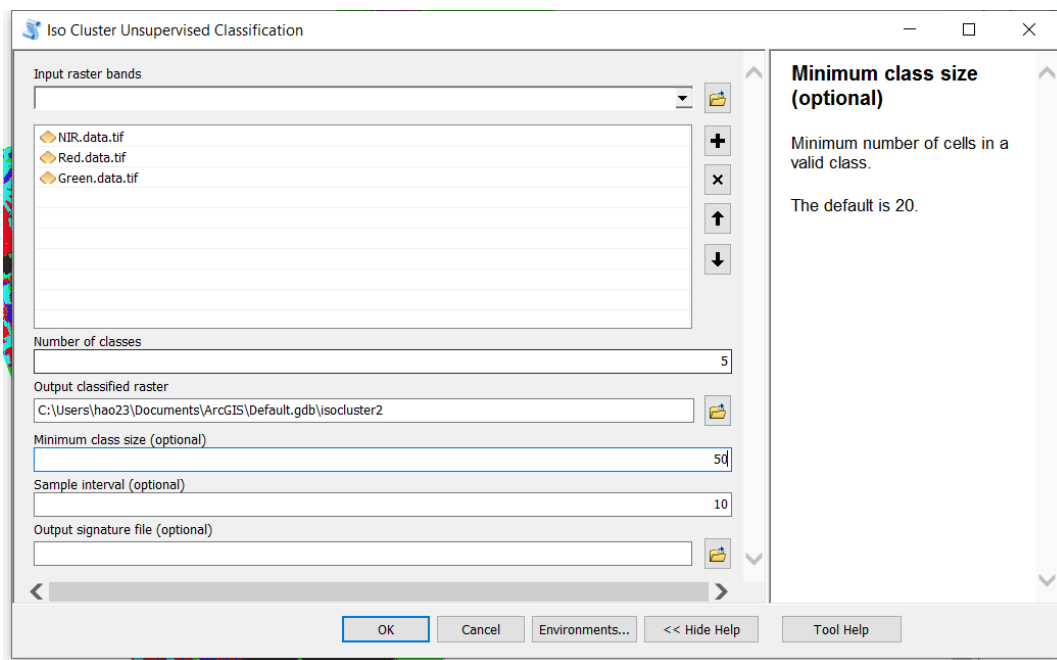 Iso Cluster Unsupervised Classification
Input raster bands
NIR.data.tif
Red.data.tif
Green.data.tif
Number of classes
5
Output classified raster
C:\Users\hao23\Documents\ArcGIS\Default.gdb\isocluster2
Minimum class size (optional)
50
Sample interval (optional)
10
Output signature file (optional)
OK
Cancel
Environments...
<< Hide Help
Minimum class size
(optional)
Minimum number of cells in a
valid class.
The default is 20.
Tool Help